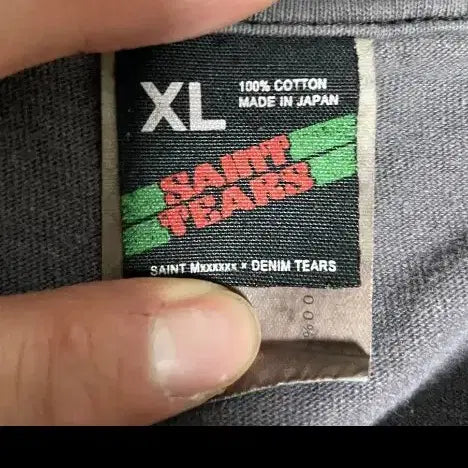 XL
100% COTTON
MADE IN JAPAN
SAINT
TEARS
SAINT Mxxxxxx × DENIM TEARS